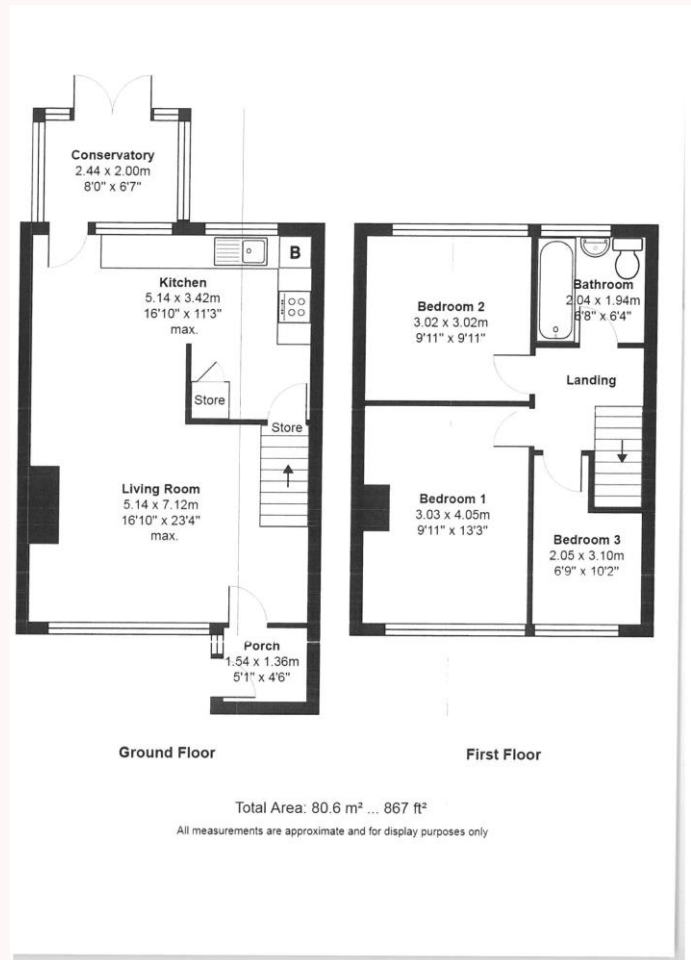 Conservatory
2.44 x 2.00m
8'0" x 6'7"
B
Kitchen
5.14 x 3.42m
16'10" x 11'3"
max.
Store
Store
Living Room
5.14 x 7.12m
16'10" x 23'4"
max.
Porch
1.54 x 1.36m
5'1" x 4'6"
Ground Floor
Bedroom 2
3.02 x 3.02m
9'11" x 9'11"
Bathroom
2.04 x 1.94m
6'8" x 6'4"
Landing
Bedroom 1
3.03 x 4.05m
9'11" x 13'3"
Bedroom 3
2.05 x 3.10m
6'9" x 10'2"
First Floor
Total Area: 80.6 m² ... 867 ft²
All measurements are approximate and for display purposes only